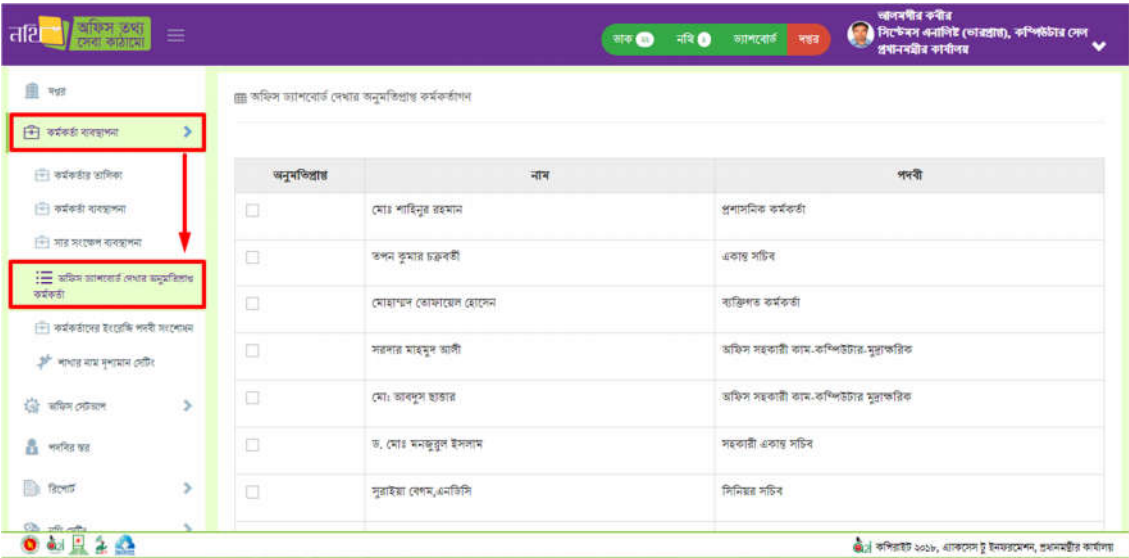 নথি
অফিস তথ্য
সেবা কাঠামো
ডাক
নথি
ড্যাশবোর্ড
দপ্তর
আলমগীর কবীর
সিস্টেমস এনালিষ্ট (ভারপ্রাপ্ত), কম্পিউটার সেল
প্রধানমন্ত্রীর কার্যালয়
দপ্তর
কর্মকর্তা ব্যবস্থাপনা
কর্মকর্তার তালিকা
কর্মকর্তা ব্যবস্থাপনা
সার সংক্ষেপ ব্যবস্থাপনা
অফিস ড্যাশবোর্ড দেখার অনুমতিপ্রাপ্ত
কর্মকর্তা
কর্মকর্তাদের ইংরেজি পদবী সংশোধন
শাখার নাম দৃশ্যমান সেটিং
অফিস সেটআপ
পদবির স্তর
রিপোর্ট
অফিস ড্যাশবোর্ড দেখার অনুমতিপ্রাপ্ত কর্মকর্তাগণ
অনুমতিপ্রাপ্ত নাম পদবী
মোঃ শাহিনুর রহমান প্রশাসনিক কর্মকর্তা
তপন কুমার চক্রবর্তী একান্ত সচিব
মোহাম্মদ তোফায়েল হোসেন ব্যক্তিগত কর্মকর্তা
সরদার মাহমুদ আলী অফিস সহকারী কাম-কম্পিউটার-মুদ্রাক্ষরিক
মো: আবদুস ছাত্তার অফিস সহকারী কাম-কম্পিউটার মুদ্রাক্ষরিক
ড. মোঃ মনজুরুল ইসলাম সহকারী একান্ত সচিব
সুরাইয়া বেগম,এনডিসি সিনিয়র সচিব
কপিরাইট ২০১৮, এ্যাকসেস টু ইনফরমেশন, প্রধানমন্ত্রীর কার্যালয়